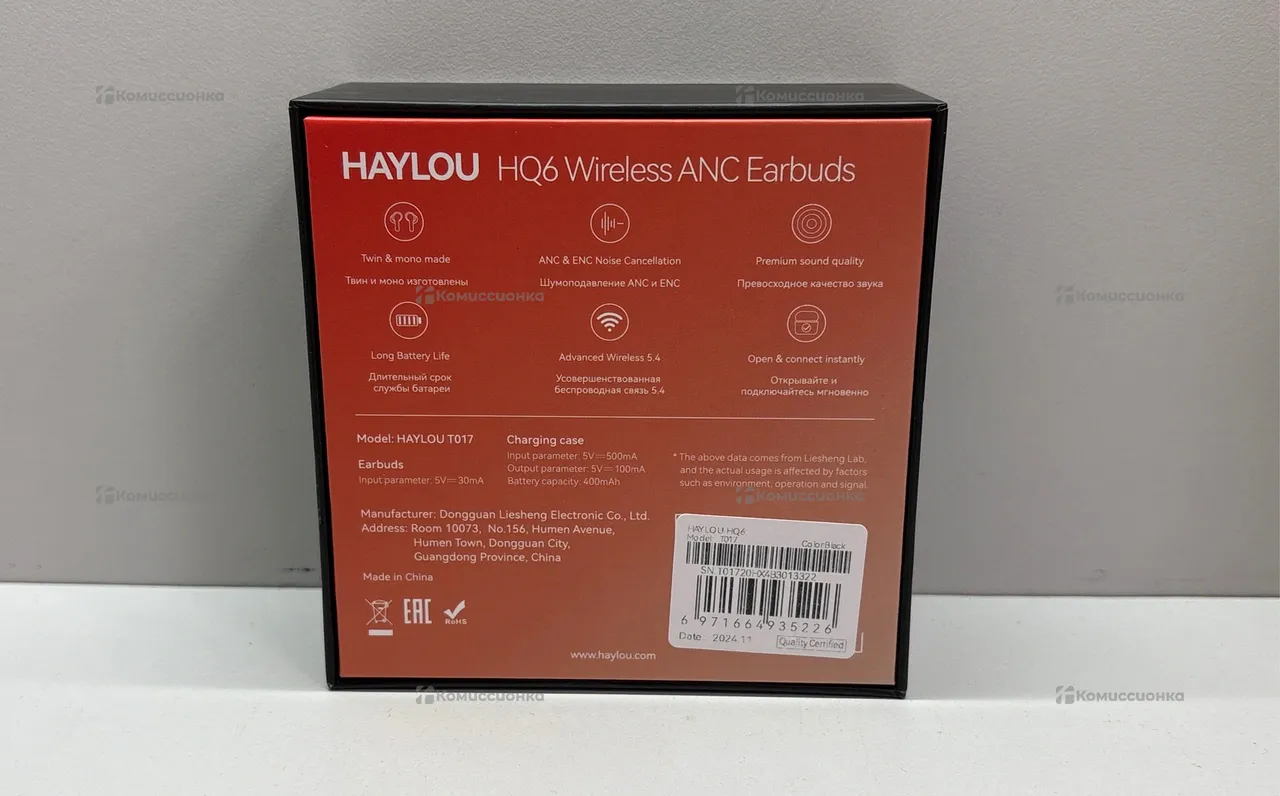 HAYLOU HQ6 Wireless ANC Earbuds
Twin & mono made
Твин и моно изготовлены
ANC & ENC Noise Cancellation
Шумоподавление ANC и ENC
Premium sound quality
Превосходное качество звука
Long Battery Life
Длительный срок
службы батареи
Advanced Wireless 5.4
Усовершенствованная
беспроводная связь 5.4
Open & connect instantly
Открывайте и
подключайтесь мгновенно
Model: HAYLOU T017
Earbuds
Input parameter: 5V⎓30mA
Charging case
Input parameter: 5V⎓500mA
Output parameter: 5V⎓100mA
Battery capacity: 400mAh
* The above data comes from Liesheng Lab,
and the actual usage is affected by factors
such as environment, operation and signal.
Manufacturer: Dongguan Liesheng Electronic Co., Ltd.
Address: Room 10073, No.156, Humen Avenue,
Humen Town, Dongguan City,
Guangdong Province, China
Made in China
EAC
RoHS
www.haylou.com
HAYLOU HQ6
Model: T017 Color:Black
SN:T01720HX4B3013322
6 971664 935226
Date: 2024.11 Quality Certified
Комиссионка
Комиссионка
Комиссионка
Комиссионка
Комиссионка
Комиссионка
Комиссионка
Комиссионка